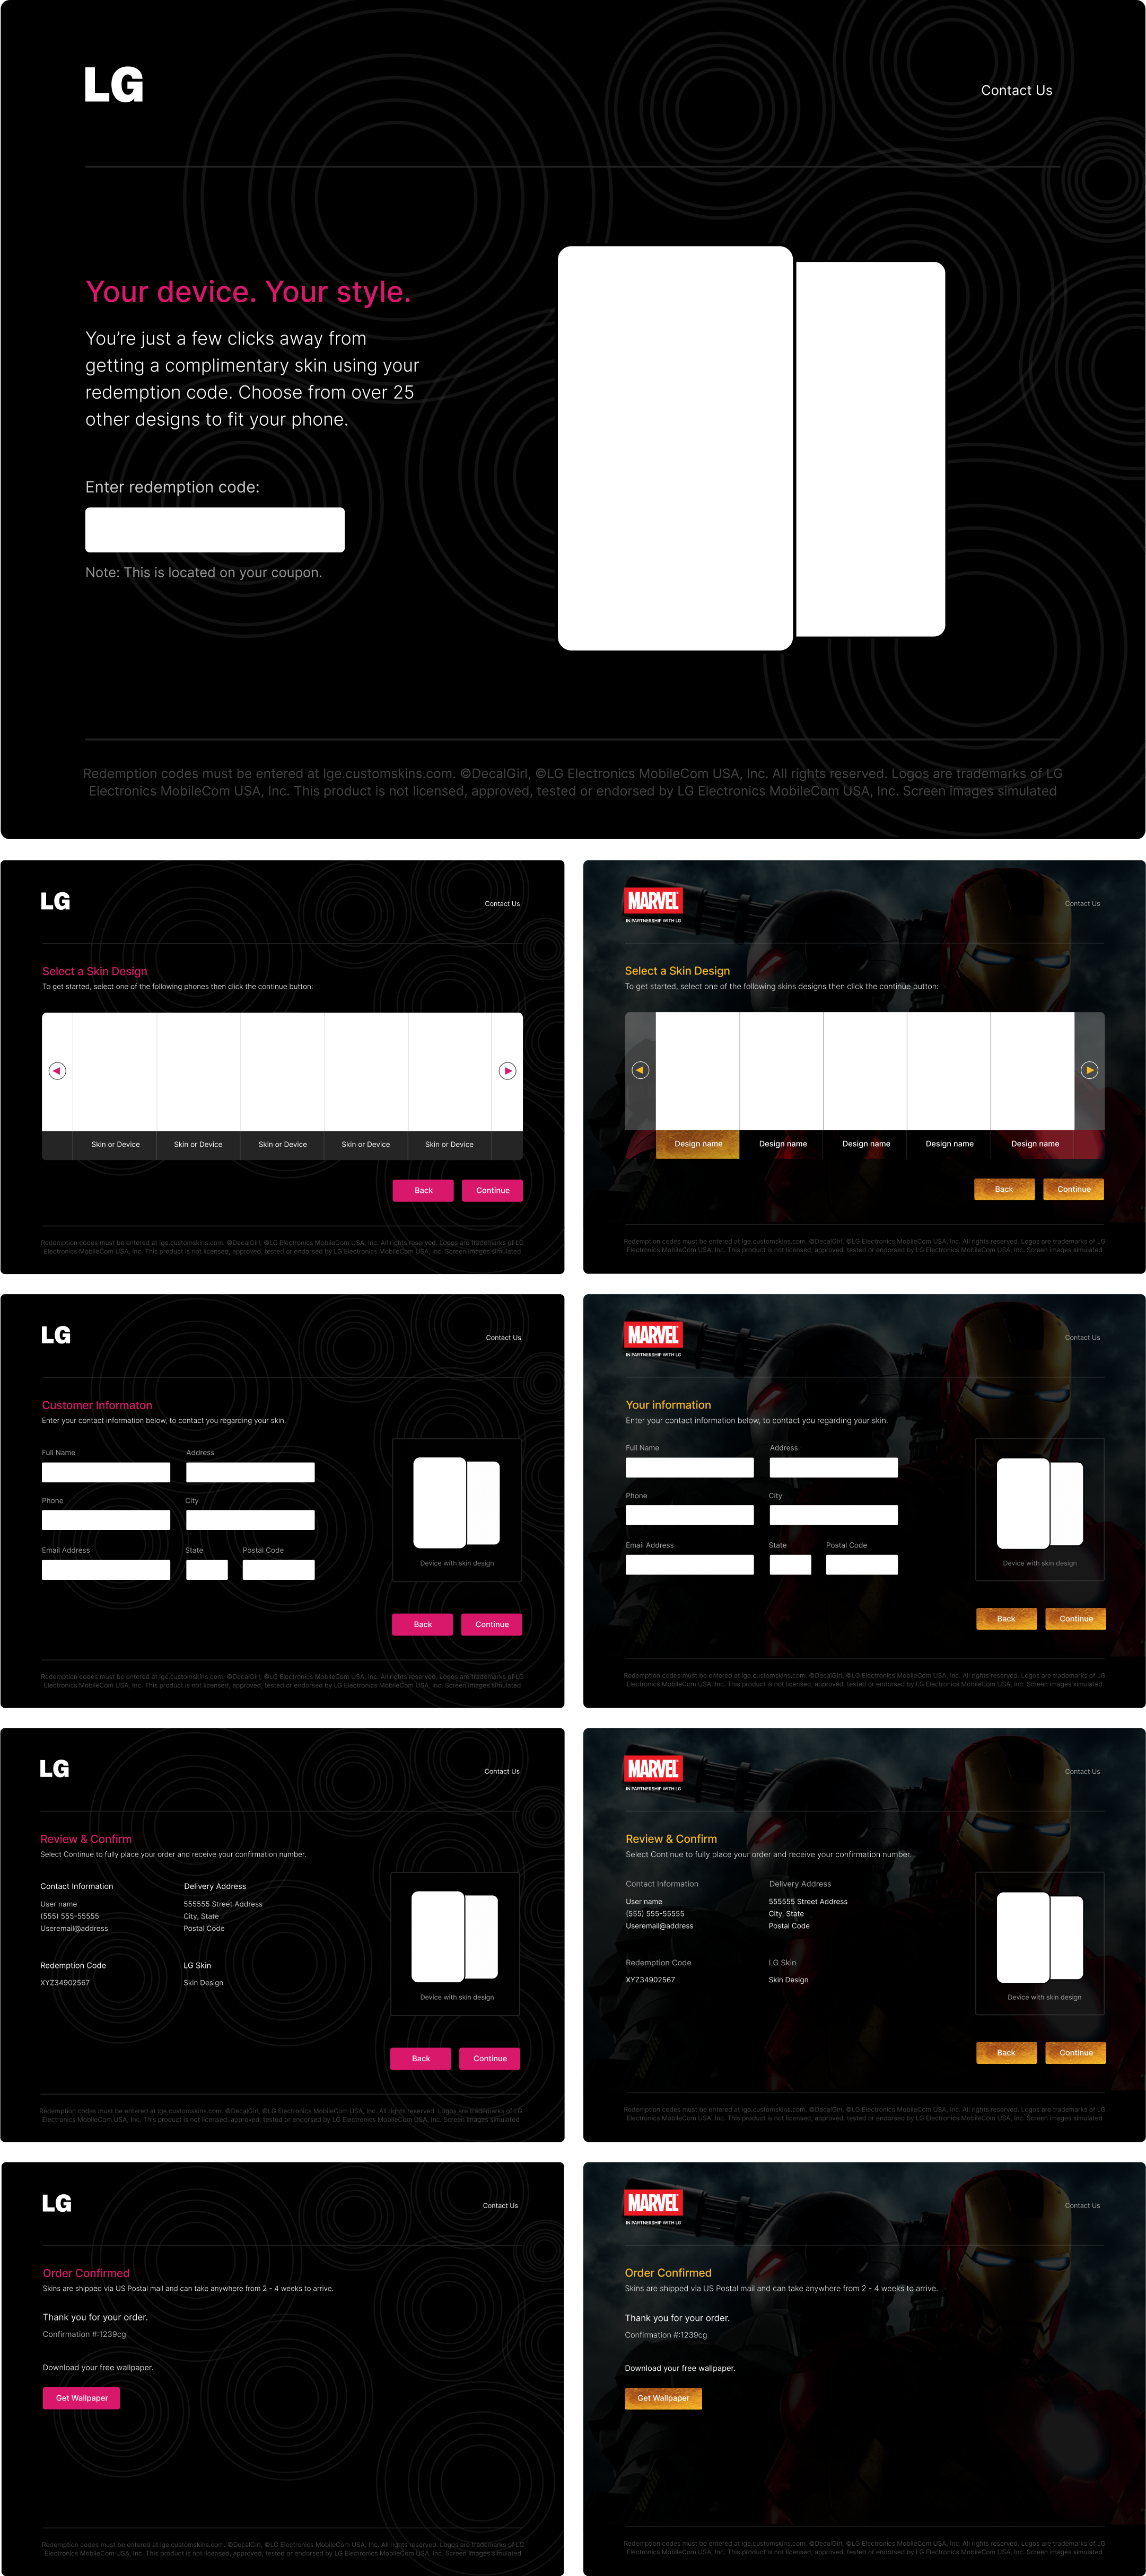 LG
Contact Us
Your device. Your style.
You’re just a few clicks away from
getting a complimentary skin using your
redemption code. Choose from over 25
other designs to fit your phone.
Enter redemption code:
Note: This is located on your coupon.
Redemption codes must be entered at lge.customskins.com. ©DecalGirl, ©LG Electronics MobileCom USA, Inc. All rights reserved. Logos are trademarks of LG
Electronics MobileCom USA, Inc. This product is not licensed, approved, tested or endorsed by LG Electronics MobileCom USA, Inc. Screen images simulated
LG
Contact Us
Select a Skin Design
To get started, select one of the following phones then click the continue button:
Skin or Device
Skin or Device
Skin or Device
Skin or Device
Skin or Device
Back
Continue
Redemption codes must be entered at lge.customskins.com. ©DecalGirl, ©LG Electronics MobileCom USA, Inc. All rights reserved. Logos are trademarks of LG
Electronics MobileCom USA, Inc. This product is not licensed, approved, tested or endorsed by LG Electronics MobileCom USA, Inc. Screen images simulated
MARVEL
IN PARTNERSHIP WITH LG
Contact Us
Select a Skin Design
To get started, select one of the following skins designs then click the continue button:
Design name
Design name
Design name
Design name
Design name
Back
Continue
Redemption codes must be entered at lge.customskins.com. ©DecalGirl, ©LG Electronics MobileCom USA, Inc. All rights reserved. Logos are trademarks of LG
Electronics MobileCom USA, Inc. This product is not licensed, approved, tested or endorsed by LG Electronics MobileCom USA, Inc. Screen images simulated
LG
Contact Us
Customer Informaton
Enter your contact information below, to contact you regarding your skin.
Full Name
Address
Phone
City
Email Address
State
Postal Code
Device with skin design
Back
Continue
Redemption codes must be entered at lge.customskins.com. ©DecalGirl, ©LG Electronics MobileCom USA, Inc. All rights reserved. Logos are trademarks of LG
Electronics MobileCom USA, Inc. This product is not licensed, approved, tested or endorsed by LG Electronics MobileCom USA, Inc. Screen images simulated
MARVEL
IN PARTNERSHIP WITH LG
Contact Us
Your information
Enter your contact information below, to contact you regarding your skin.
Full Name
Address
Phone
City
Email Address
State
Postal Code
Device with skin design
Back
Continue
Redemption codes must be entered at lge.customskins.com. ©DecalGirl, ©LG Electronics MobileCom USA, Inc. All rights reserved. Logos are trademarks of LG
Electronics MobileCom USA, Inc. This product is not licensed, approved, tested or endorsed by LG Electronics MobileCom USA, Inc. Screen images simulated
LG
Contact Us
Review & Confirm
Select Continue to fully place your order and receive your confirmation number.
Contact Information
Delivery Address
User name
555555 Street Address
(555) 555-55555
City, State
Useremail@address
Postal Code
Redemption Code
LG Skin
XYZ34902567
Skin Design
Device with skin design
Back
Continue
Redemption codes must be entered at lge.customskins.com. ©DecalGirl, ©LG Electronics MobileCom USA, Inc. All rights reserved. Logos are trademarks of LG
Electronics MobileCom USA, Inc. This product is not licensed, approved, tested or endorsed by LG Electronics MobileCom USA, Inc. Screen images simulated
MARVEL
IN PARTNERSHIP WITH LG
Contact Us
Review & Confirm
Select Continue to fully place your order and receive your confirmation number.
Contact Information
Delivery Address
User name
555555 Street Address
(555) 555-55555
City, State
Useremail@address
Postal Code
Redemption Code
LG Skin
XYZ34902567
Skin Design
Device with skin design
Back
Continue
Redemption codes must be entered at lge.customskins.com. ©DecalGirl, ©LG Electronics MobileCom USA, Inc. All rights reserved. Logos are trademarks of LG
Electronics MobileCom USA, Inc. This product is not licensed, approved, tested or endorsed by LG Electronics MobileCom USA, Inc. Screen images simulated
LG
Contact Us
Order Confirmed
Skins are shipped via US Postal mail and can take anywhere from 2 - 4 weeks to arrive.
Thank you for your order.
Confirmation #:1239cg
Download your free wallpaper.
Get Wallpaper
Redemption codes must be entered at lge.customskins.com. ©DecalGirl, ©LG Electronics MobileCom USA, Inc. All rights reserved. Logos are trademarks of LG
Electronics MobileCom USA, Inc. This product is not licensed, approved, tested or endorsed by LG Electronics MobileCom USA, Inc. Screen images simulated
MARVEL
IN PARTNERSHIP WITH LG
Contact Us
Order Confirmed
Skins are shipped via US Postal mail and can take anywhere from 2 - 4 weeks to arrive.
Thank you for your order.
Confirmation #:1239cg
Download your free wallpaper.
Get Wallpaper
Redemption codes must be entered at lge.customskins.com. ©DecalGirl, ©LG Electronics MobileCom USA, Inc. All rights reserved. Logos are trademarks of LG
Electronics MobileCom USA, Inc. This product is not licensed, approved, tested or endorsed by LG Electronics MobileCom USA, Inc. Screen images simulated